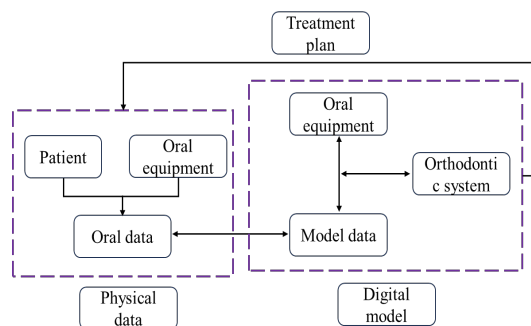 Treatment
plan
Oral
equipment
Patient
Oral
equipment
Orthodonti
c system
Oral data
Model data
Physical
data
Digital
model